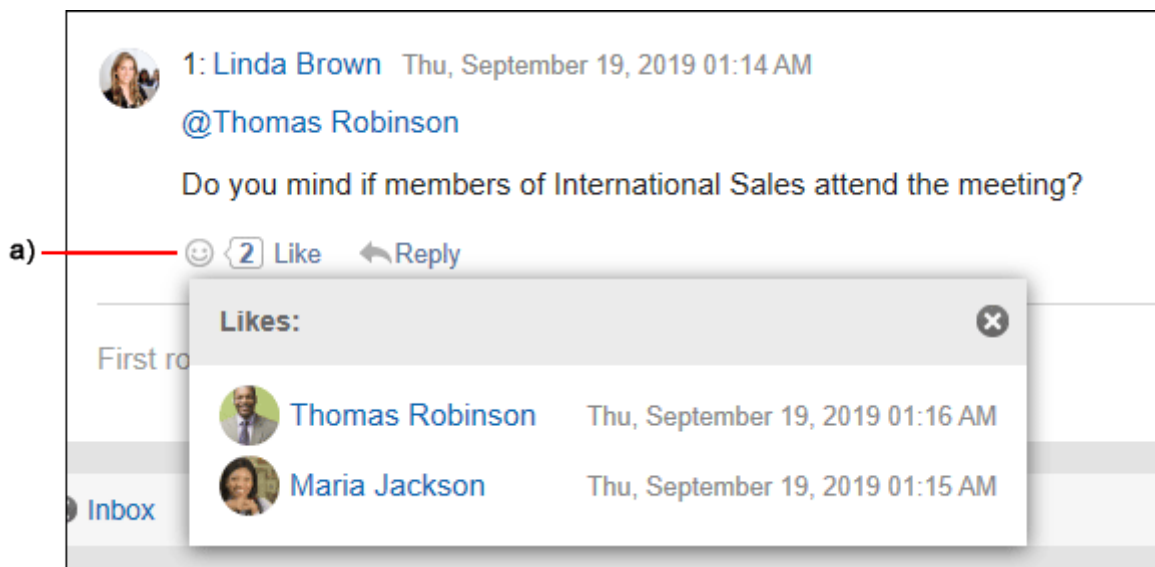 1: Linda Brown Thu, September 19, 2019 01:14 AM
@Thomas Robinson
Do you mind if members of International Sales attend the meeting?
a) 2 Like Reply
Likes:
First ro
Thomas Robinson Thu, September 19, 2019 01:16 AM
Maria Jackson Thu, September 19, 2019 01:15 AM
Inbox